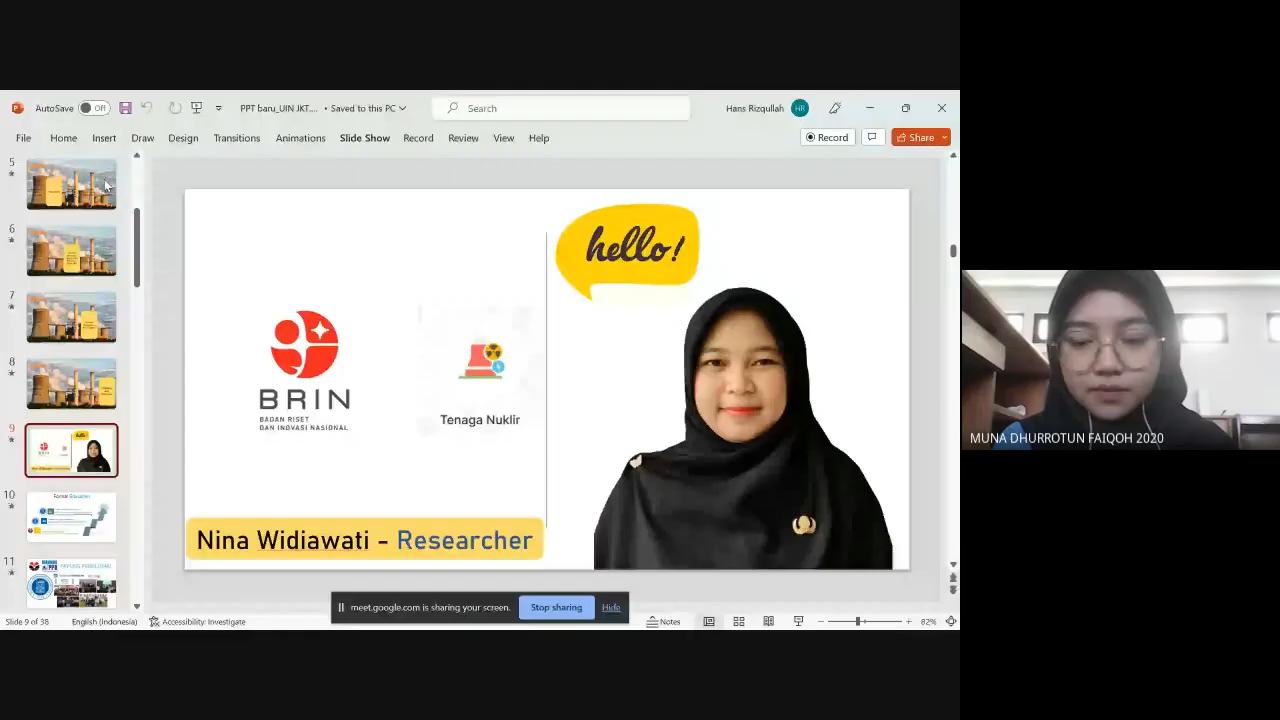 AutoSave Off
PPT baru_UIN JKT.... • Saved to this PC
Search
Hans Rizqullah HR
File Home Insert Draw Design Transitions Animations Slide Show Record Review View Help
Record
Share
5
6
7
8
9
10
11
hello!
BRIN
BADAN RISET
DAN INOVASI NASIONAL
Tenaga Nuklir
Nina Widiawati - Researcher
MUNA DHURROTUN FAIQOH 2020
meet.google.com is sharing your screen. Stop sharing Hide
Slide 9 of 38 English (Indonesia) Accessibility: Investigate Notes 82%